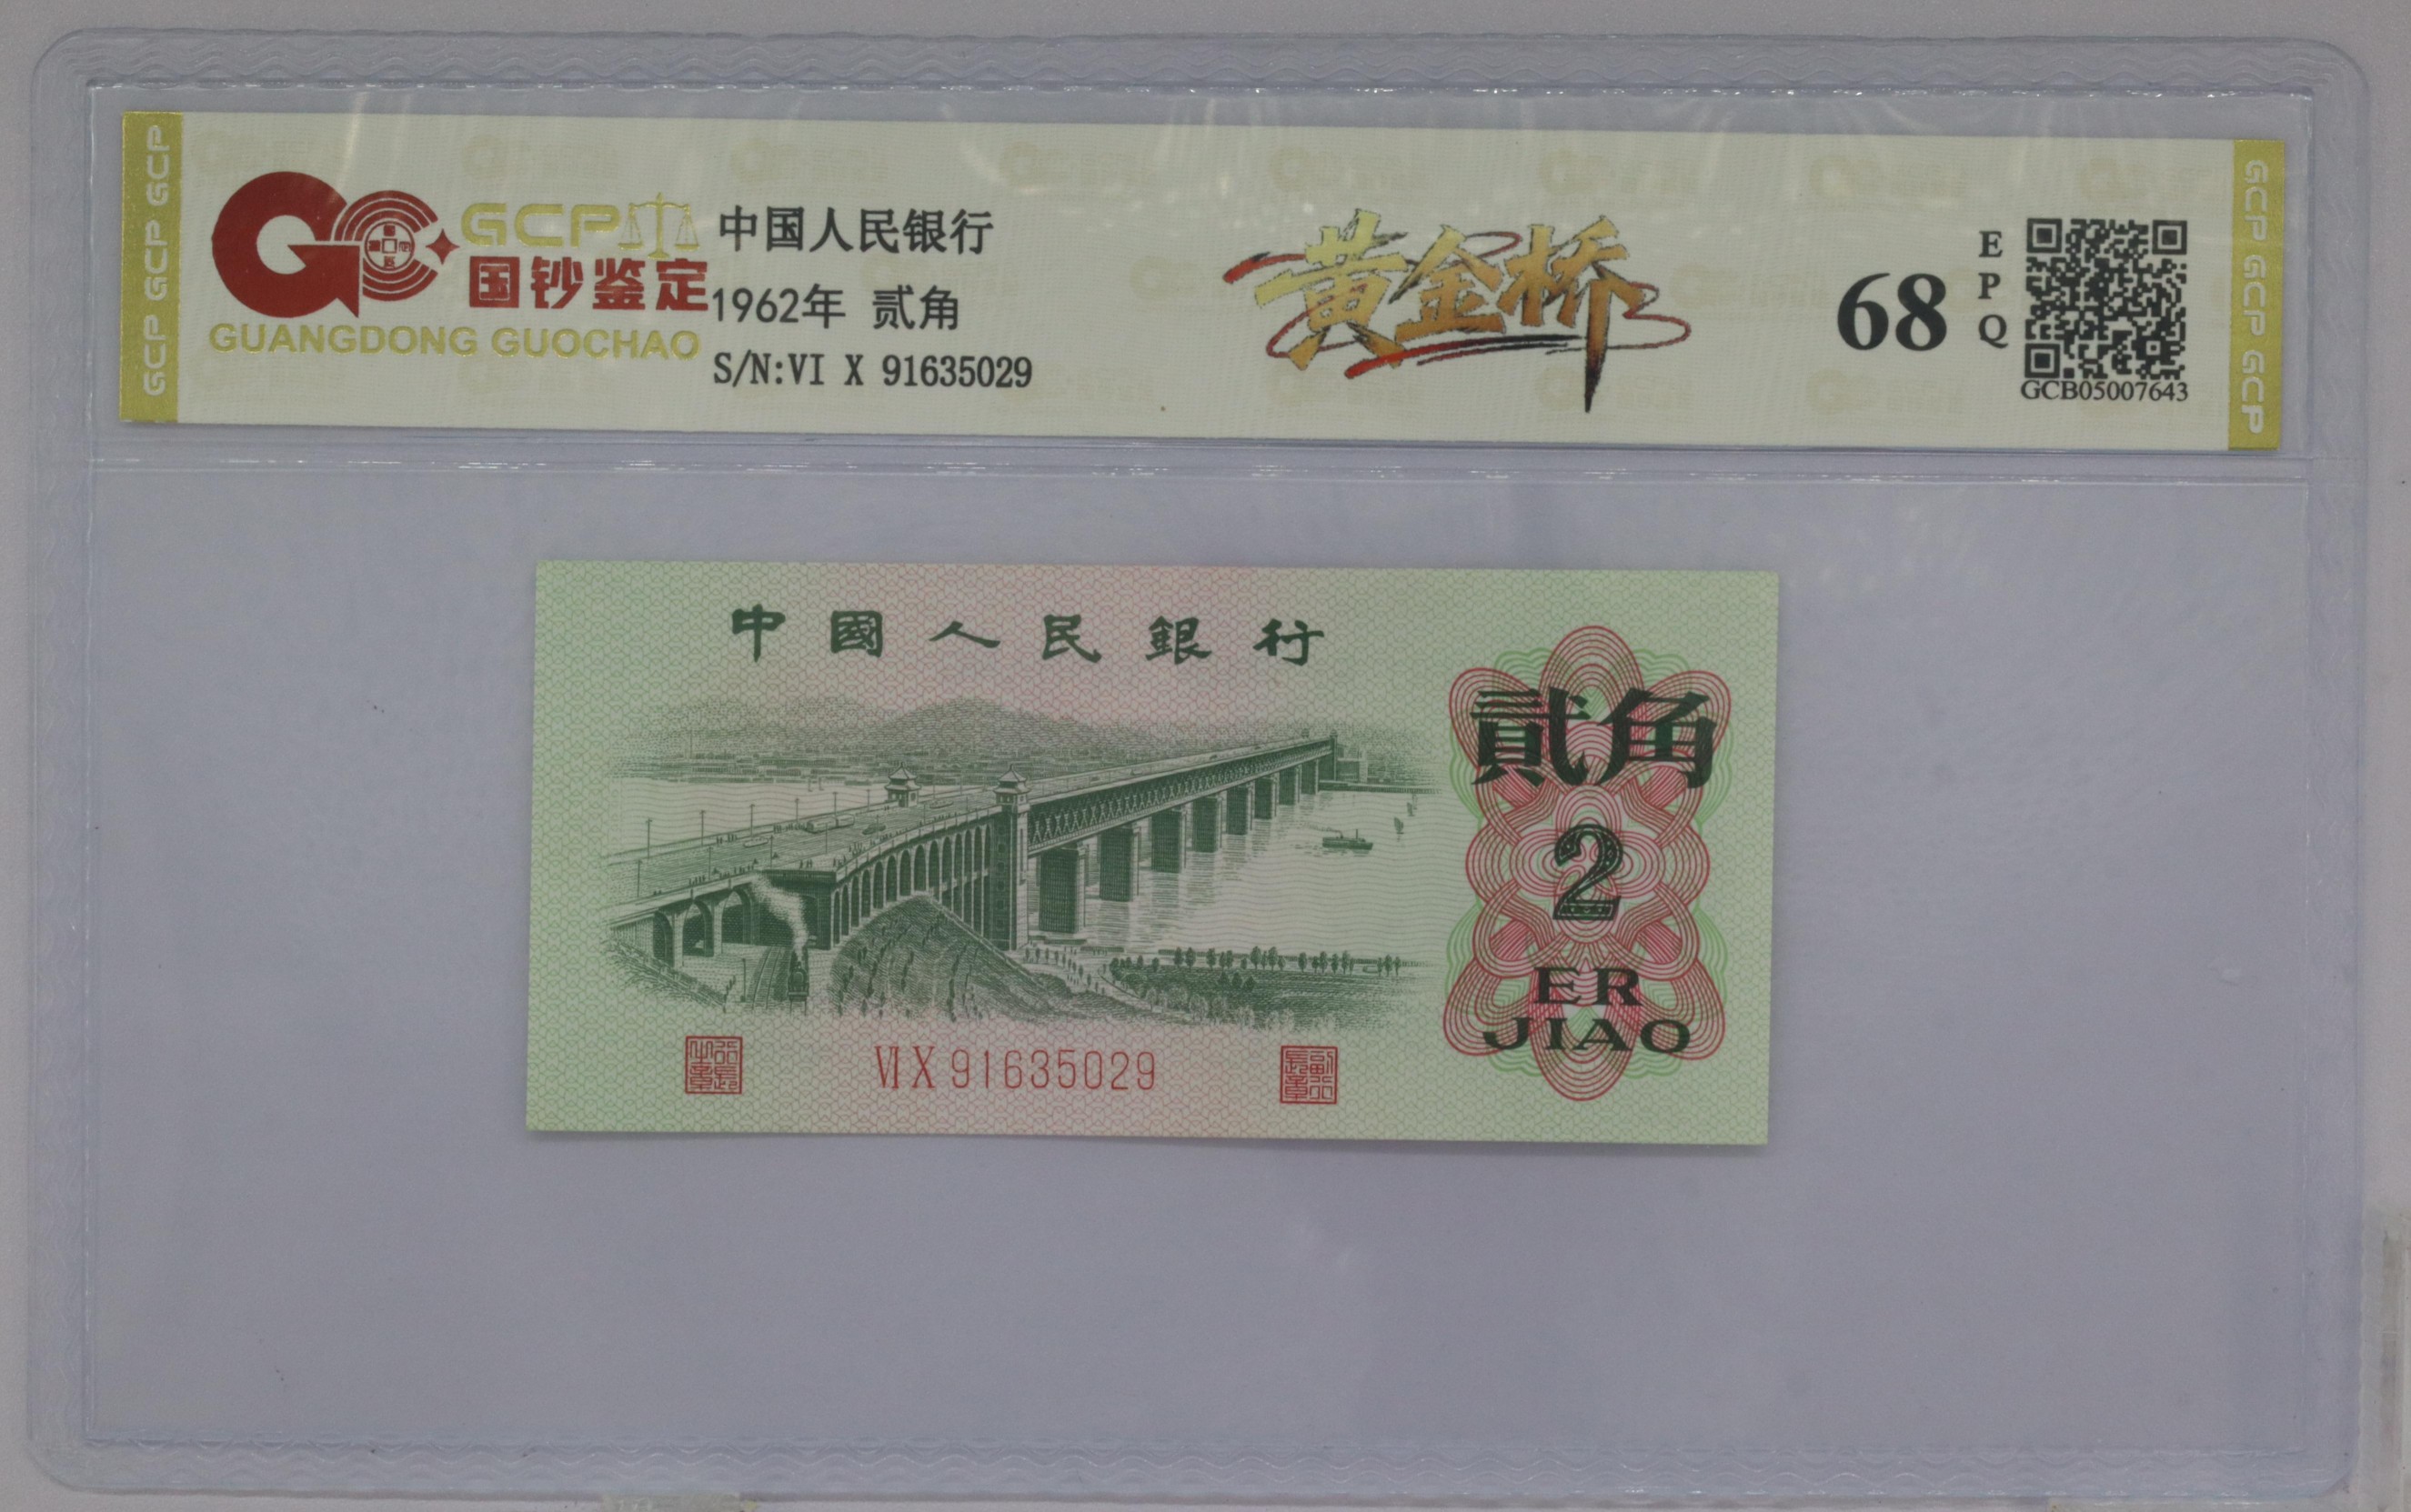 GCP GCP GCP
GCP
国钞鉴定
GUANGDONG GUOCHAO
中国人民银行
1962年 贰角
S/N:VI X 91635029
黄金桥
68
E
P
Q
GCB05007643
GCP GCP GCP
中國人民銀行
貳角
2
ER
JIAO
VI X 91635029